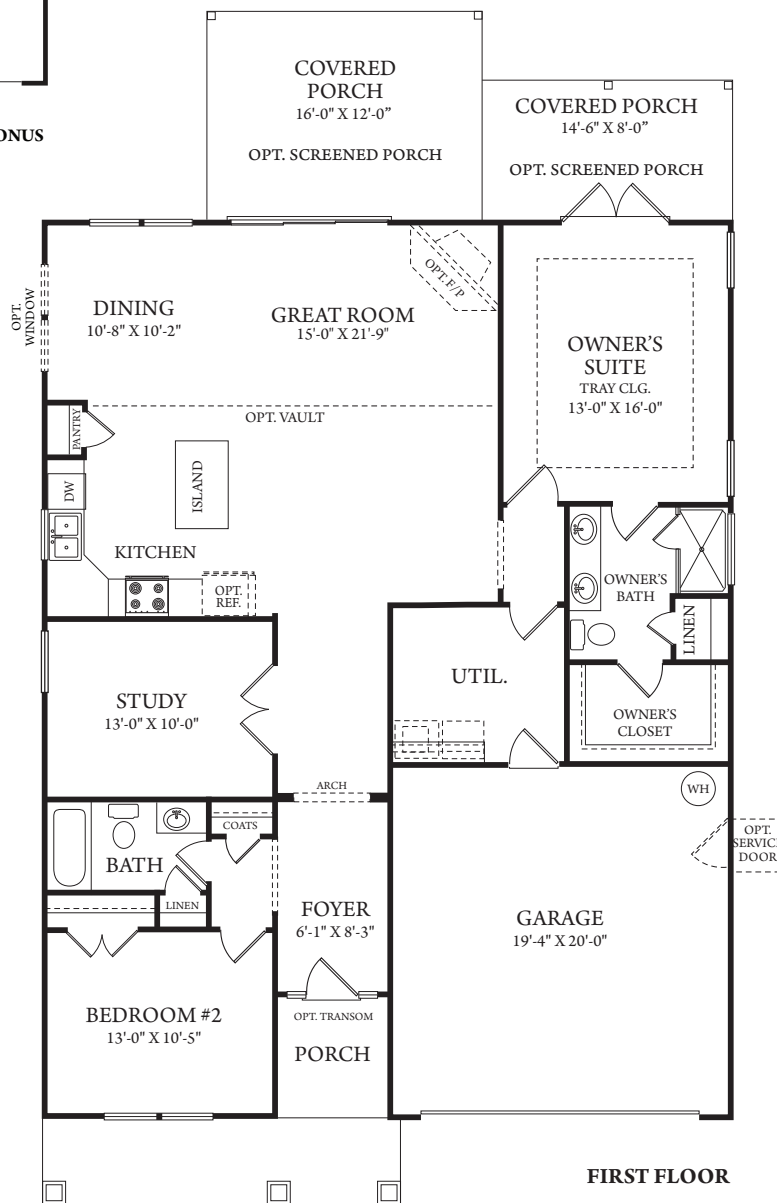 ONUS
COVERED
PORCH
16'-0" X 12'-0”
OPT. SCREENED PORCH
COVERED PORCH
14'-6" X 8'-0”
OPT. SCREENED PORCH
OPT.
WINDOW
DINING
10'-8" X 10'-2"
GREAT ROOM
15'-0" X 21'-9"
OPT. F/P
OWNER’S
SUITE
TRAY CLG.
13'-0" X 16'-0"
PANTRY
OPT. VAULT
DW
ISLAND
KITCHEN
OPT.
REF.
OWNER’S
BATH
LINEN
STUDY
13'-0" X 10'-0"
UTIL.
OWNER’S
CLOSET
ARCH
WH
COATS
BATH
LINEN
OPT.
SERVIC
DOOR
FOYER
6'-1" X 8'-3"
GARAGE
19'-4" X 20'-0"
BEDROOM #2
13'-0" X 10'-5"
OPT. TRANSOM
PORCH
FIRST FLOOR